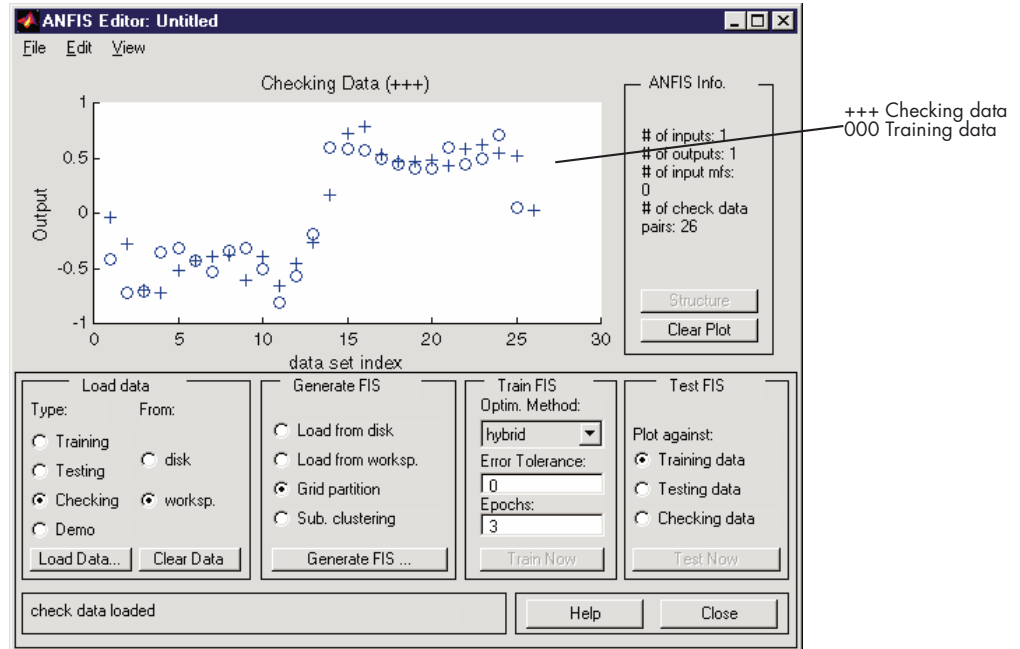 ANFIS Editor: Untitled
File Edit View
Checking Data (+++)
1
0.5
0
-0.5
-1
Output
0 5 10 15 20 25 30
data set index
ANFIS Info.
# of inputs: 1
# of outputs: 1
# of input mfs:
0
# of check data
pairs: 26
Structure
Clear Plot
+++ Checking data
000 Training data
Load data
Type: From:
Training
Testing
Checking
Demo
disk
worksp.
Load Data... Clear Data
Generate FIS
Load from disk
Load from worksp.
Grid partition
Sub. clustering
Generate FIS ...
Train FIS
Optim. Method:
hybrid
Error Tolerance:
0
Epochs:
3
Train Now
Test FIS
Plot against:
Training data
Testing data
Checking data
Test Now
check data loaded
Help Close